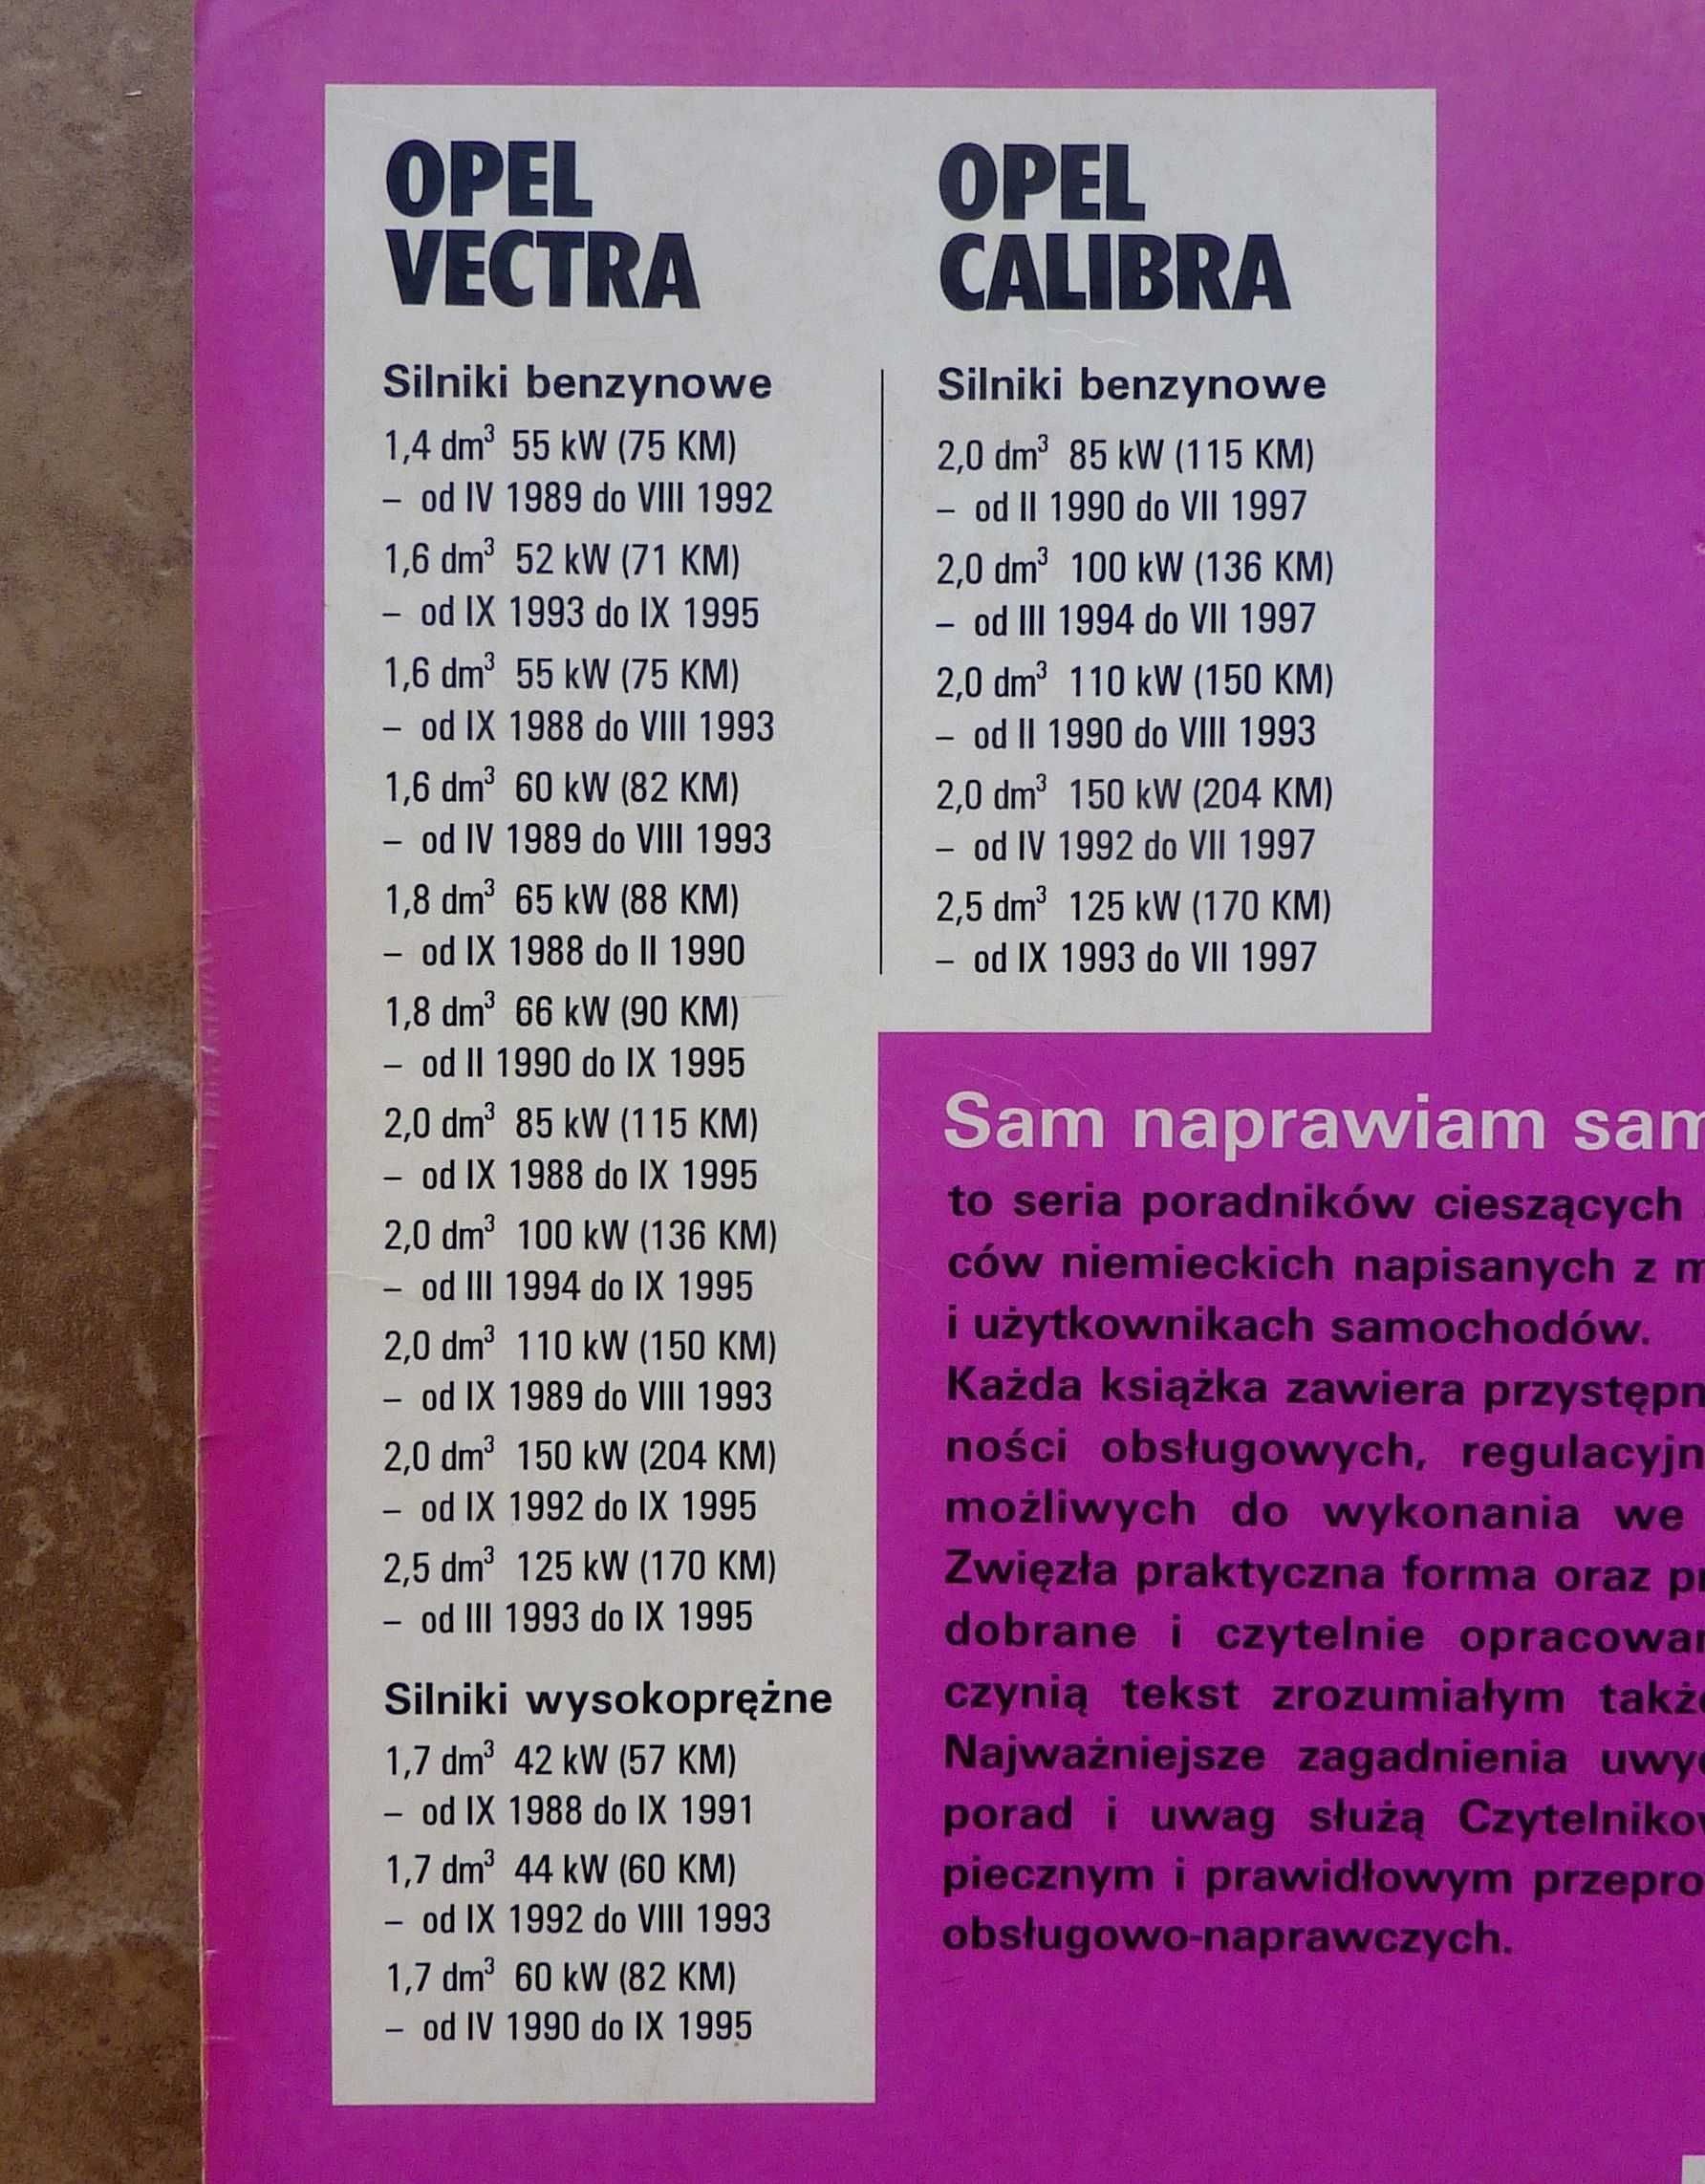 OPEL
VECTRA
Silniki benzynowe
1,4 dm³ 55 kW (75 KM)
– od IV 1989 do VIII 1992
1,6 dm³ 52 kW (71 KM)
– od IX 1993 do IX 1995
1,6 dm³ 55 kW (75 KM)
– od IX 1988 do VIII 1993
1,6 dm³ 60 kW (82 KM)
– od IV 1989 do VIII 1993
1,8 dm³ 65 kW (88 KM)
– od IX 1988 do II 1990
1,8 dm³ 66 kW (90 KM)
– od II 1990 do IX 1995
2,0 dm³ 85 kW (115 KM)
– od IX 1988 do IX 1995
2,0 dm³ 100 kW (136 KM)
– od III 1994 do IX 1995
2,0 dm³ 110 kW (150 KM)
– od IX 1989 do VIII 1993
2,0 dm³ 150 kW (204 KM)
– od IX 1992 do IX 1995
2,5 dm³ 125 kW (170 KM)
– od III 1993 do IX 1995
Silniki wysokoprężne
1,7 dm³ 42 kW (57 KM)
– od IX 1988 do IX 1991
1,7 dm³ 44 kW (60 KM)
– od IX 1992 do VIII 1993
1,7 dm³ 60 kW (82 KM)
– od IV 1990 do IX 1995
OPEL
CALIBRA
Silniki benzynowe
2,0 dm³ 85 kW (115 KM)
– od II 1990 do VII 1997
2,0 dm³ 100 kW (136 KM)
– od III 1994 do VII 1997
2,0 dm³ 110 kW (150 KM)
– od II 1990 do VIII 1993
2,0 dm³ 150 kW (204 KM)
– od IV 1992 do VII 1997
2,5 dm³ 125 kW (170 KM)
– od IX 1993 do VII 1997
Sam naprawiam sam
to seria poradników cieszących
ców niemieckich napisanych z
i użytkownikach samochodów.
Każda książka zawiera przystępn
ności obsługowych, regulacyjn
możliwych do wykonania we
Zwięzła praktyczna forma oraz
dobrane i czytelnie opracowa
czynią tekst zrozumiałym takż
Najważniejsze zagadnienia uwy
porad i uwag służą Czytelniko
piecznym i prawidłowym przepro
obsługowo-naprawczych.